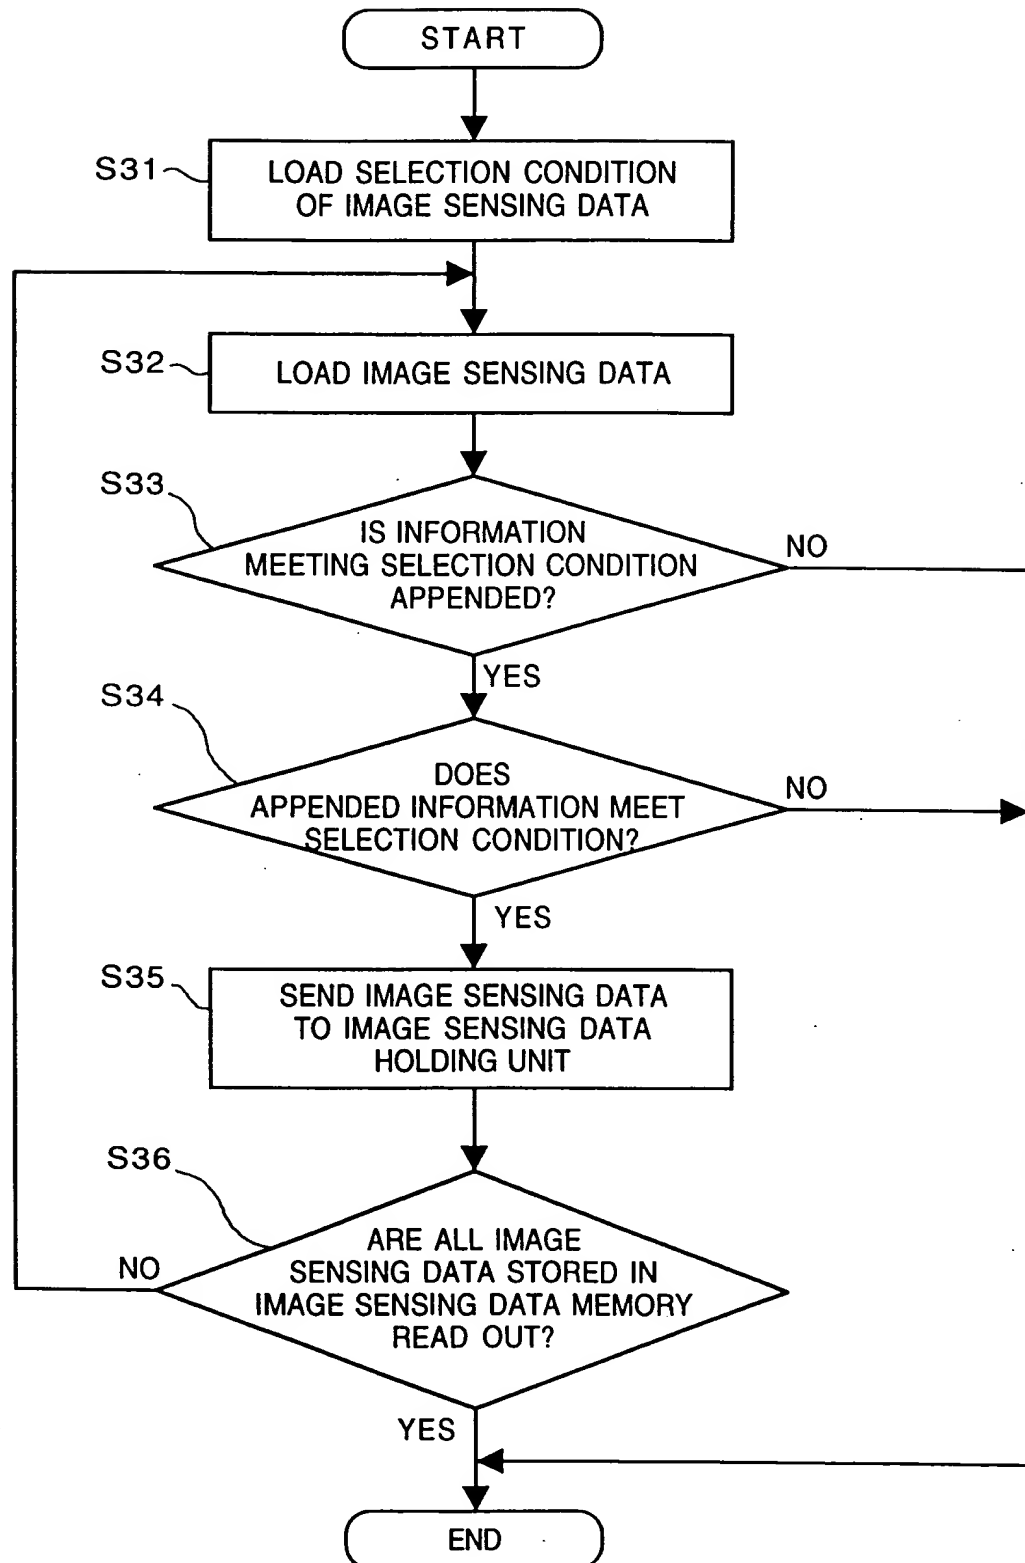 START
S31
LOAD SELECTION CONDITION
OF IMAGE SENSING DATA
S32
LOAD IMAGE SENSING DATA
S33
IS INFORMATION
MEETING SELECTION CONDITION
APPENDED?
NO
YES
S34
DOES
APPENDED INFORMATION MEET
SELECTION CONDITION?
NO
YES
S35
SEND IMAGE SENSING DATA
TO IMAGE SENSING DATA
HOLDING UNIT
S36
ARE ALL IMAGE
SENSING DATA STORED IN
IMAGE SENSING DATA MEMORY
READ OUT?
NO
YES
END